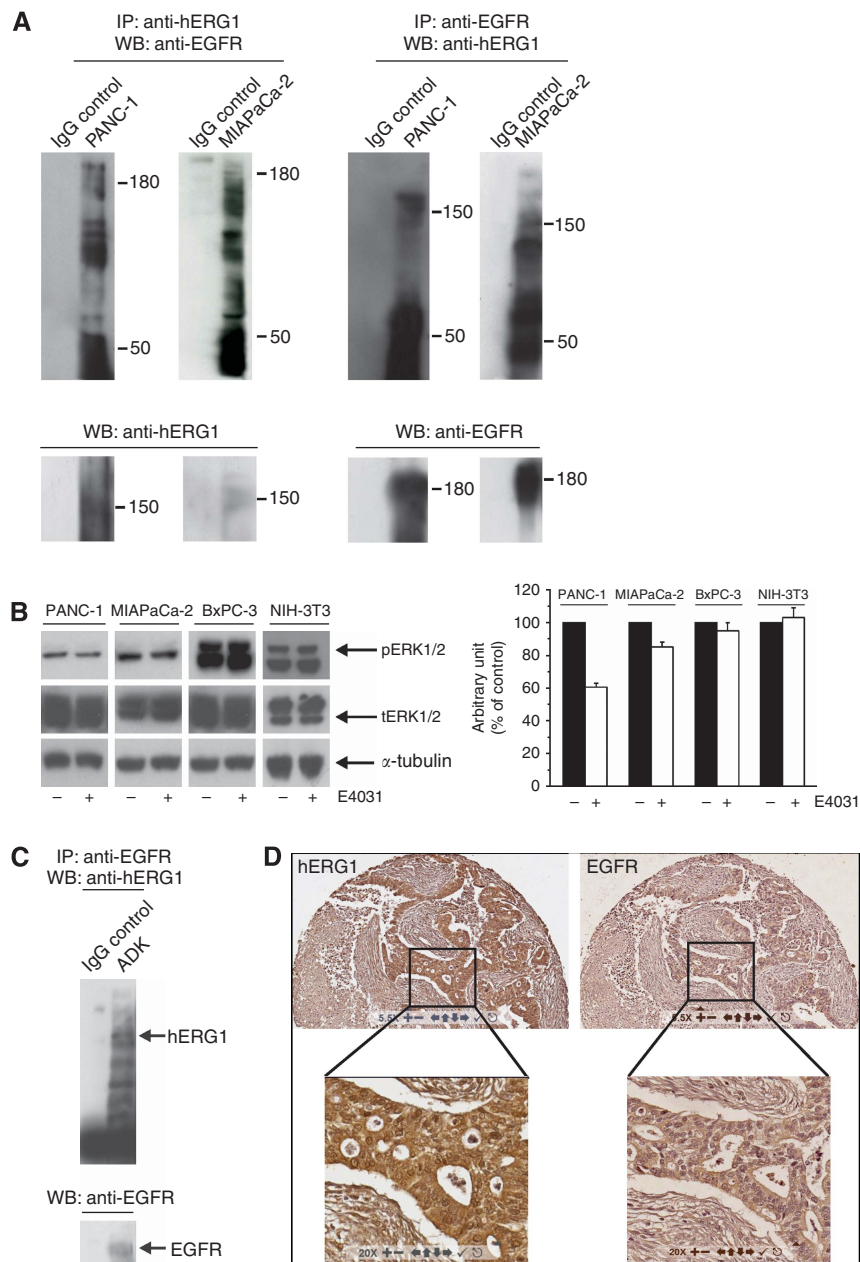 A
IP: anti-hERG1
WB: anti-EGFR
IP: anti-EGFR
WB: anti-hERG1
IgG control
PANC-1
IgG control
MIAPaCa-2
IgG control
PANC-1
IgG control
MIAPaCa-2
–180
–50
–180
–50
–150
–50
–150
–50
WB: anti-hERG1
WB: anti-EGFR
–150
–150
–180
–180
B
PANC-1 MIAPaCa-2 BxPC-3 NIH-3T3
pERK1/2
tERK1/2
α-tubulin
– + – + – + – + E4031
Arbitrary unit
(% of control)
120
100
80
60
40
20
0
PANC-1 MIAPaCa-2 BxPC-3 NIH-3T3
– + – + – + – + E4031
C
IP: anti-EGFR
WB: anti-hERG1
IgG control
ADK
hERG1
WB: anti-EGFR
EGFR
D
hERG1
EGFR
5.5X
5.5X
20X
20X